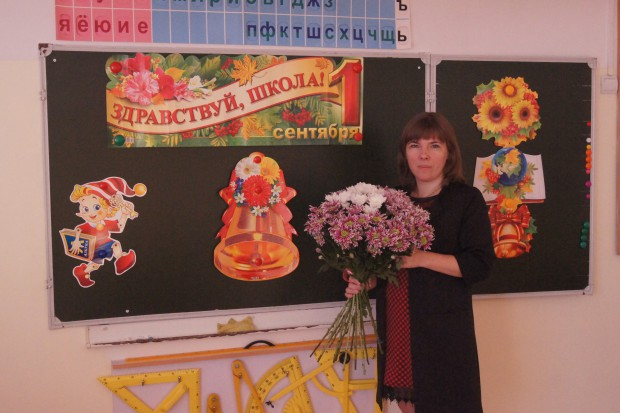 яёюие
пфктшсхцчщь
ЗДРАВСТВУЙ, ШКОЛА!
1
сентября